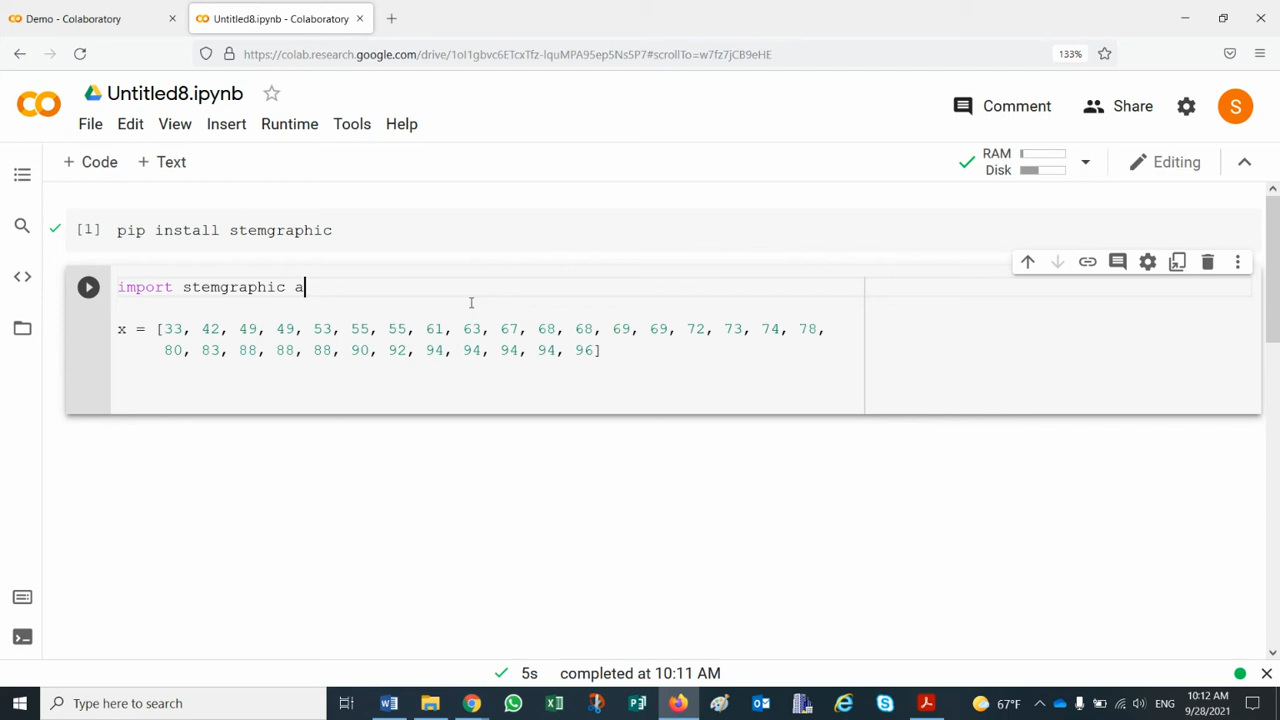 Demo - Colaboratory
Untitled8.ipynb - Colaboratory
https://colab.research.google.com/drive/1oI1gbvc6ETcxTfz-lquMPA95ep5Ns5P7#scrollTo=w7fz7jCB9eHE
133%
Untitled8.ipynb
Comment
Share
S
File Edit View Insert Runtime Tools Help
+ Code + Text
RAM
Disk
Editing
[1] pip install stemgraphic
import stemgraphic a
x = [33, 42, 49, 49, 53, 55, 55, 61, 63, 67, 68, 68, 69, 69, 72, 73, 74, 78,
80, 83, 88, 88, 88, 90, 92, 94, 94, 94, 94, 96]
5s completed at 10:11 AM
Type here to search
67°F
ENG
10:12 AM
9/28/2021